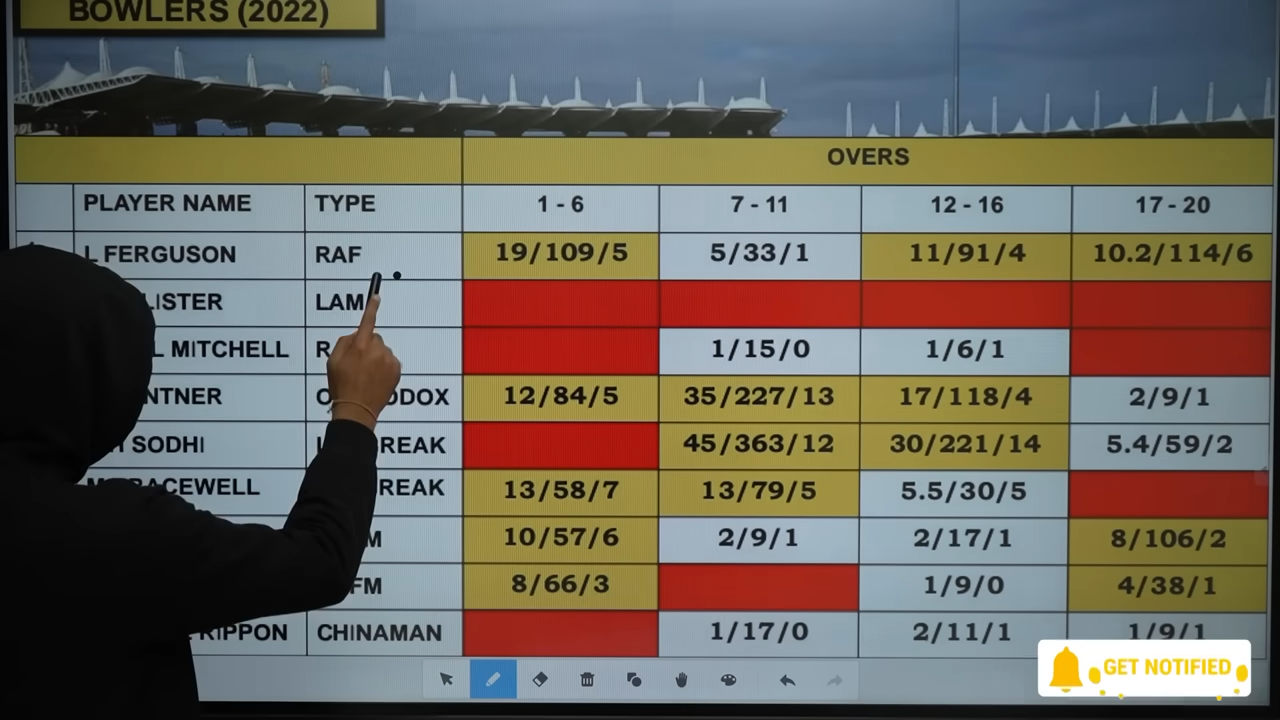 BOWLERS (2022)
OVERS
PLAYER NAME TYPE 1 - 6 7 - 11 12 - 16 17 - 20
L FERGUSON RAF 19/109/5 5/33/1 11/91/4 10.2/114/6
LISTER LAM
L MITCHELL 1/15/0 1/6/1
NTNER DOX 12/84/5 35/227/13 17/118/4 2/9/1
SODHI REAK 45/363/12 30/221/14 5.4/59/2
RACEWELL REAK 13/58/7 13/79/5 5.5/30/5
M 10/57/6 2/9/1 2/17/1 8/106/2
FM 8/66/3 1/9/0 4/38/1
RIPPON CHINAMAN 1/17/0 2/11/1 1/9/1
GET NOTIFIED